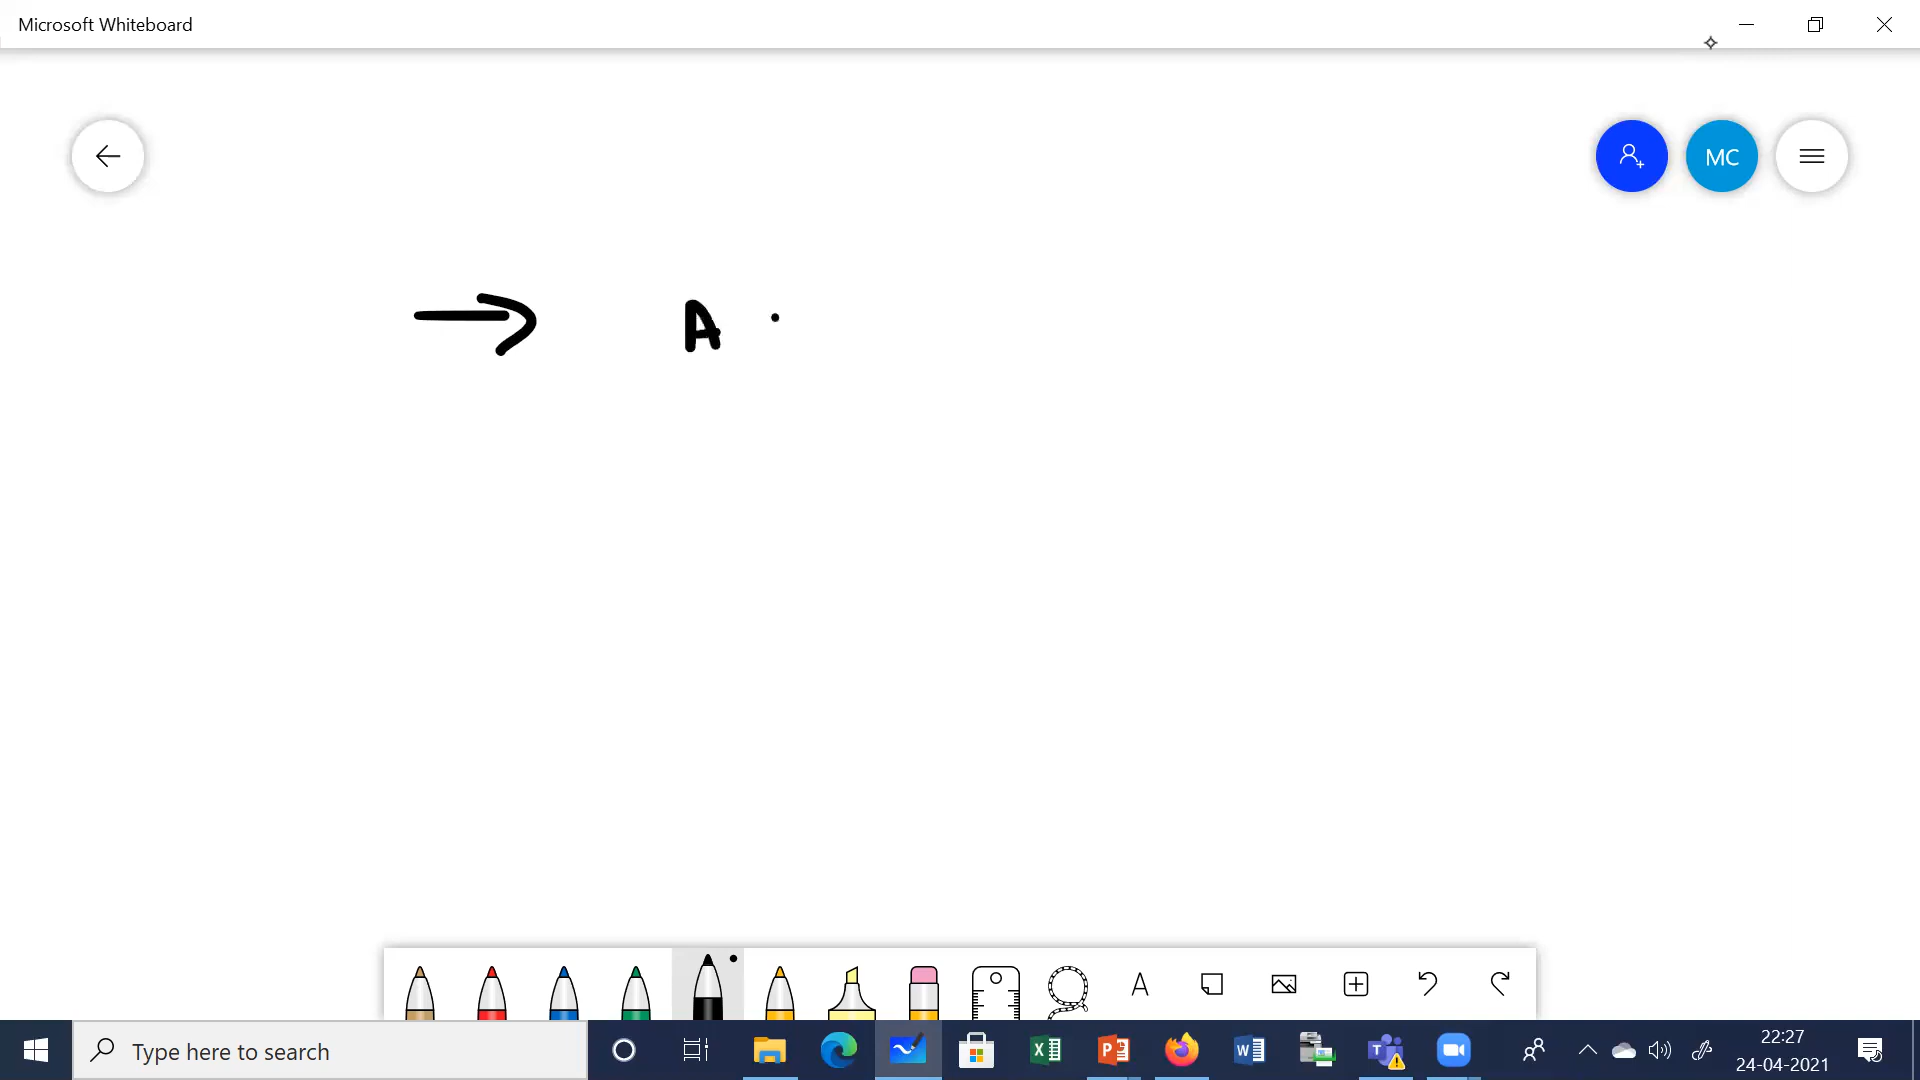 Microsoft Whiteboard
MC
→ A .
A
Type here to search
22:27
24-04-2021